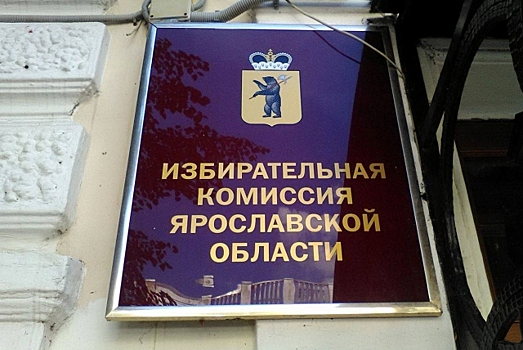 ИЗБИРАТЕЛЬНАЯ
КОМИССИЯ
ЯРОСЛАВСКОЙ
ОБЛАСТИ